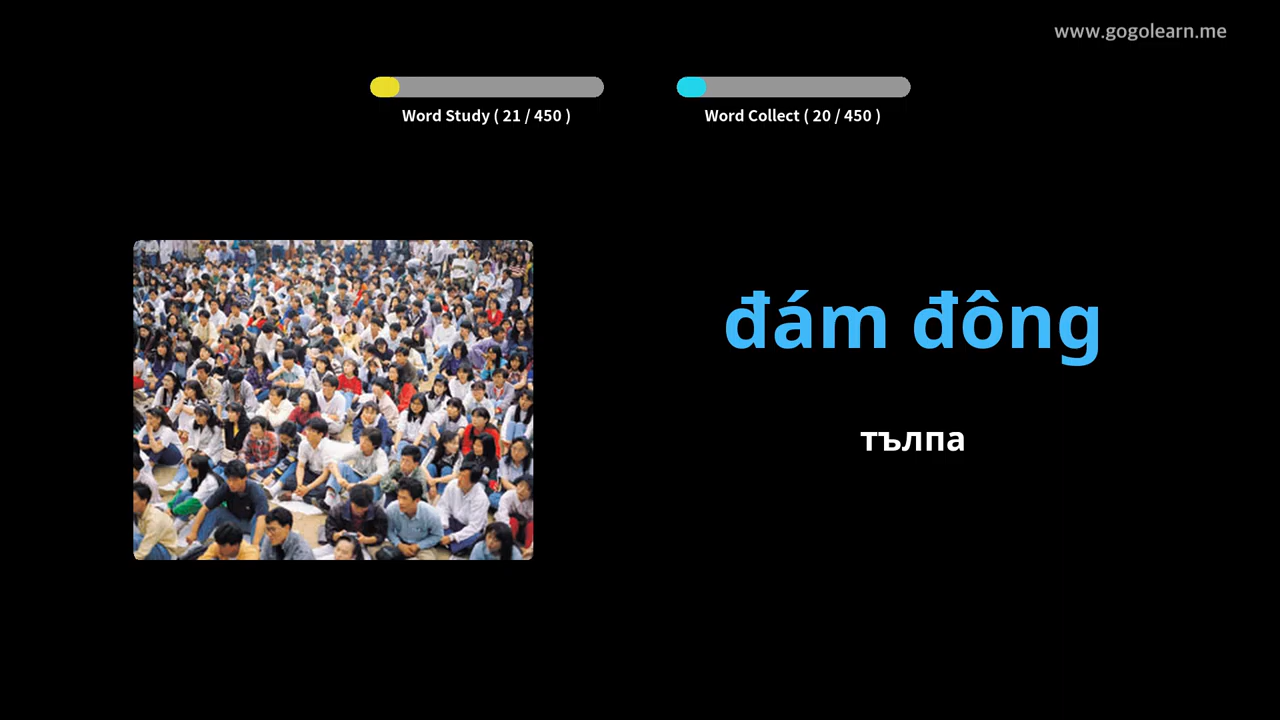 www.gogolearn.me
Word Study ( 21 / 450 )
Word Collect ( 20 / 450 )
đám đông
тълпа